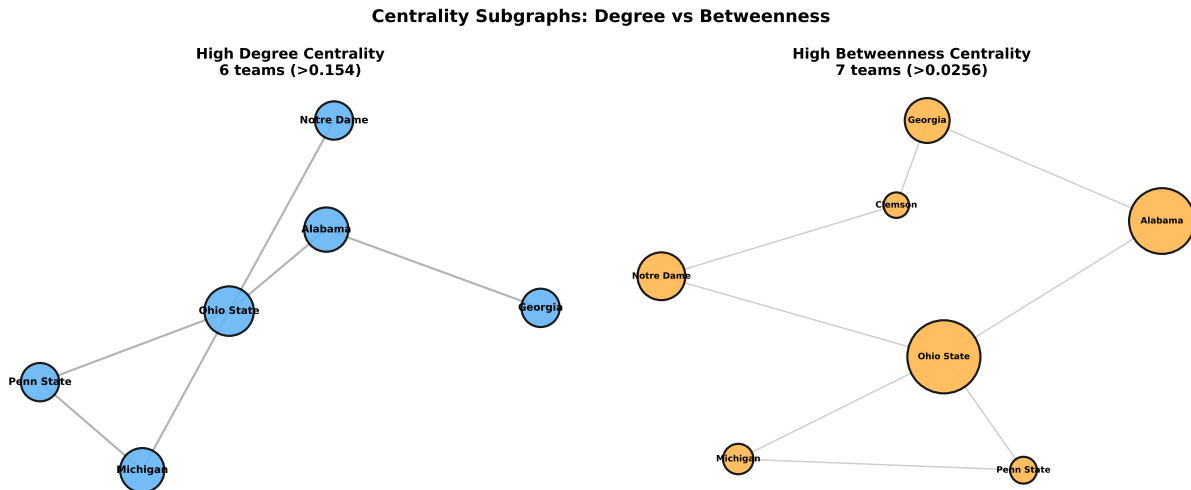 Centrality Subgraphs: Degree vs Betweenness
High Degree Centrality
6 teams (>0.154)
Notre Dame
Alabama
Georgia
Ohio State
Penn State
Michigan
High Betweenness Centrality
7 teams (>0.0256)
Georgia
Clemson
Alabama
Notre Dame
Ohio State
Michigan
Penn State